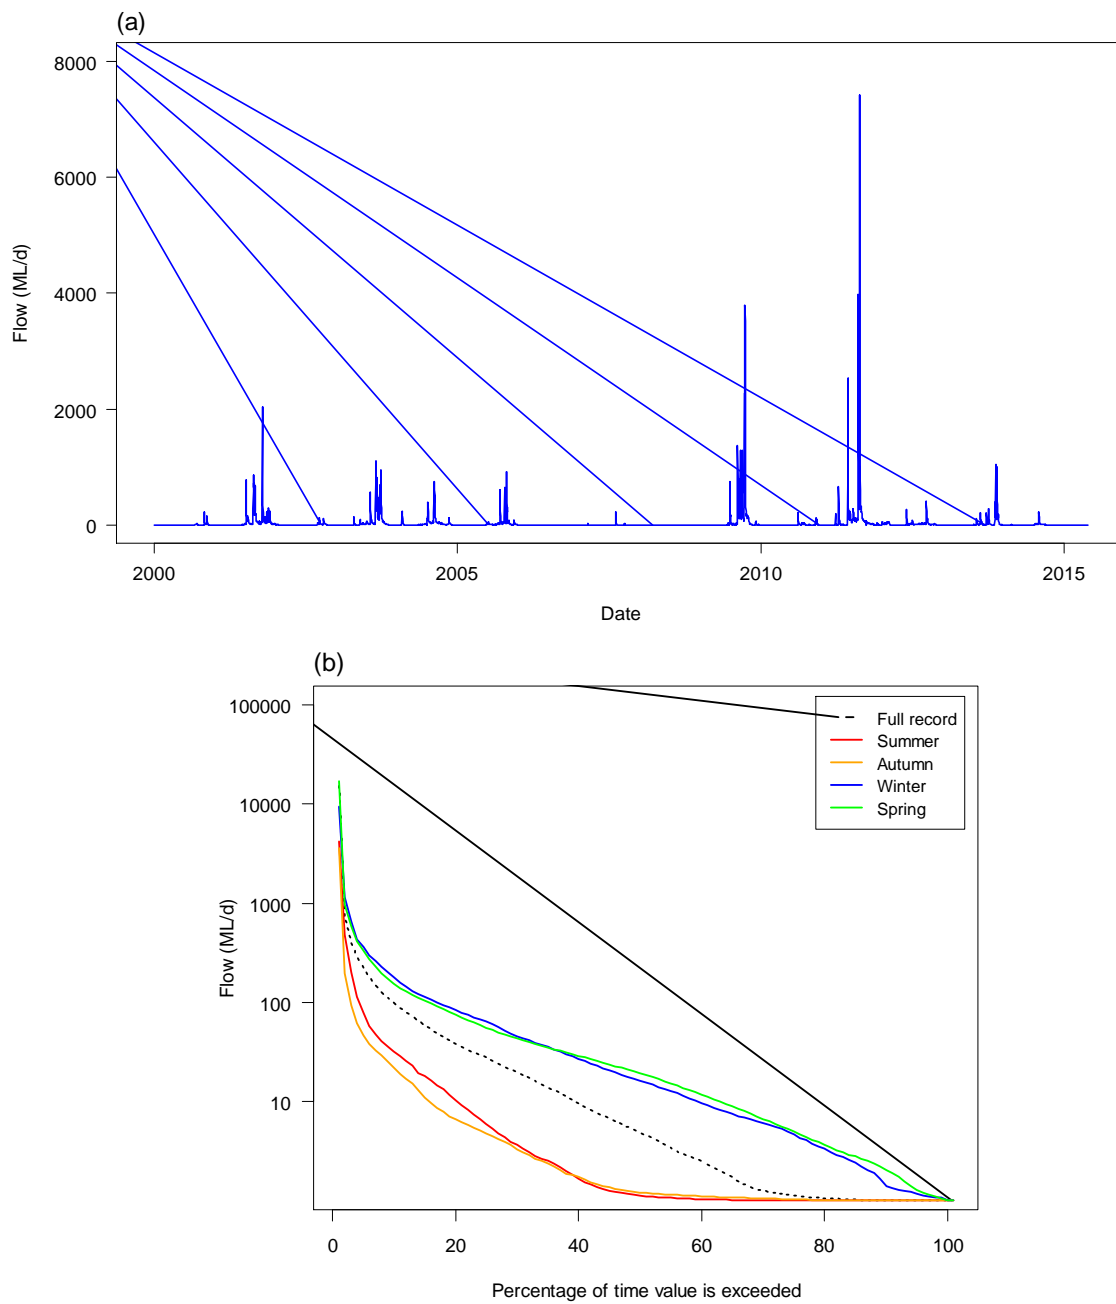 (a)
8000
6000
4000
2000
0
Flow (ML/d)
2000
2005
2010
2015
Date
(b)
100000
10000
1000
100
10
Flow (ML/d)
Full record
Summer
Autumn
Winter
Spring
0
20
40
60
80
100
Percentage of time value is exceeded